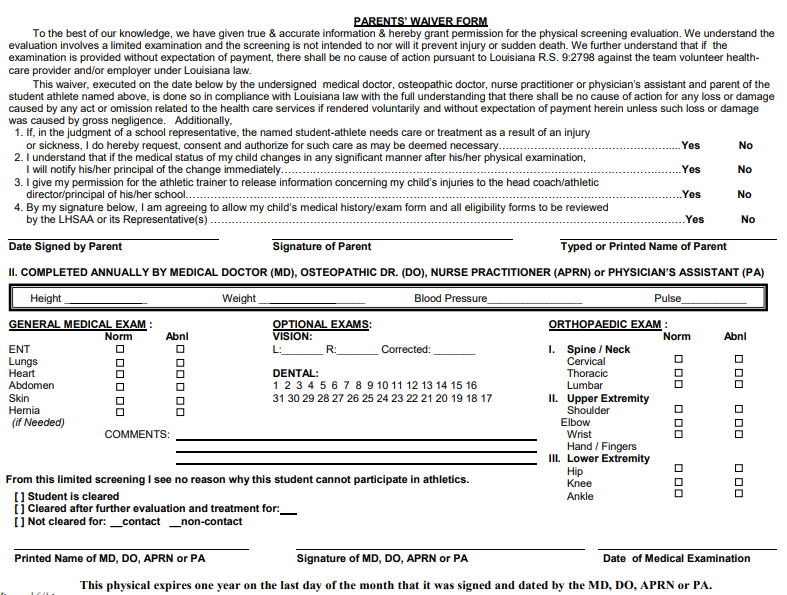 PARENTS' WAIVER FORM
To the best of our knowledge, we have given true & accurate information & hereby grant permission for the physical screening evaluation. We understand the
evaluation involves a limited examination and the screening is not intended to nor will it prevent injury or sudden death. We further understand that if the
examination is provided without expectation of payment, there shall be no cause of action pursuant to Louisiana R.S. 9:2798 against the team volunteer health-
care provider and/or employer under Louisiana law.
This waiver, executed on the date below by the undersigned medical doctor, osteopathic doctor, nurse practitioner or physician's assistant and parent of the
student athlete named above, is done so in compliance with Louisiana law with the full understanding that there shall be no cause of action for any loss or damage
caused by any act or omission related to the health care services if rendered voluntarily and without expectation of payment herein unless such loss or damage
was caused by gross negligence. Additionally,
1. If, in the judgment of a school representative, the named student-athlete needs care or treatment as a result of an injury
or sickness, I do hereby request, consent and authorize for such care as may be deemed necessary.......................................Yes No
2. I understand that if the medical status of my child changes in any significant manner after his/her physical examination,
I will notify his/her principal of the change immediately.......................................Yes No
3. I give my permission for the athletic trainer to release information concerning my child's injuries to the head coach/athletic
director/principal of his/her school.......................................Yes No
4. By my signature below, I am agreeing to allow my child's medical history/exam form and all eligibility forms to be reviewed
by the LHSAA or its Representative(s) .......................................Yes No
Date Signed by Parent Signature of Parent Typed or Printed Name of Parent
II. COMPLETED ANNUALLY BY MEDICAL DOCTOR (MD), OSTEOPATHIC DR. (DO), NURSE PRACTITIONER (APRN) or PHYSICIAN'S ASSISTANT (PA)
Height ______________ Weight __________________ Blood Pressure________________ Pulse___________
GENERAL MEDICAL EXAM : OPTIONAL EXAMS: ORTHOPAEDIC EXAM :
Norm Abnl VISION: Norm Abnl
ENT L:_______ R:_______ Corrected: _______ I. Spine / Neck
Lungs Cervical
Heart DENTAL: Thoracic
Abdomen 1 2 3 4 5 6 7 8 9 10 11 12 13 14 15 16 Lumbar
Skin 31 30 29 28 27 26 25 24 23 22 21 20 19 18 17 II. Upper Extremity
Hernia Shoulder
(if Needed) Elbow
COMMENTS: Wrist
Hand / Fingers
III. Lower Extremity
Hip
Knee
Ankle
From this limited screening I see no reason why this student cannot participate in athletics.
[ ] Student is cleared
[ ] Cleared after further evaluation and treatment for:___
[ ] Not cleared for: __contact __non-contact
Printed Name of MD, DO, APRN or PA Signature of MD, DO, APRN or PA Date of Medical Examination
This physical expires one year on the last day of the month that it was signed and dated by the MD, DO, APRN or PA.